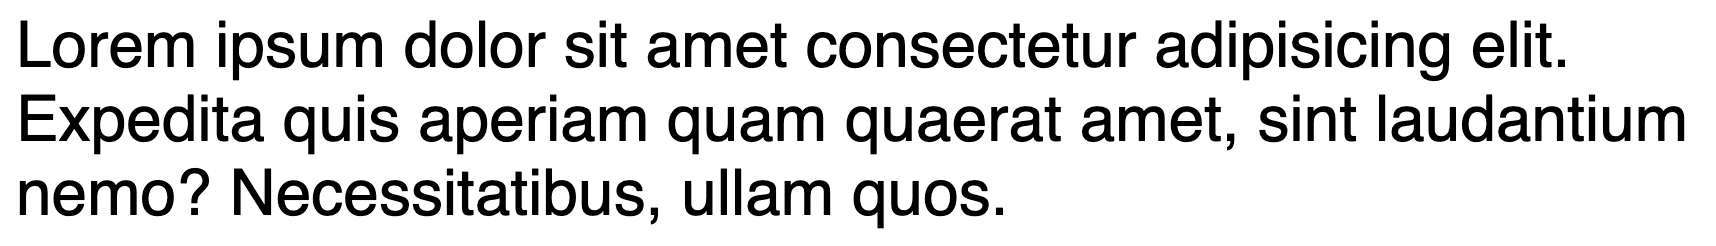 Lorem ipsum dolor sit amet consectetur adipisicing elit.
Expedita quis aperiam quam quaerat amet, sint laudantium
nemo? Necessitatibus, ullam quos.